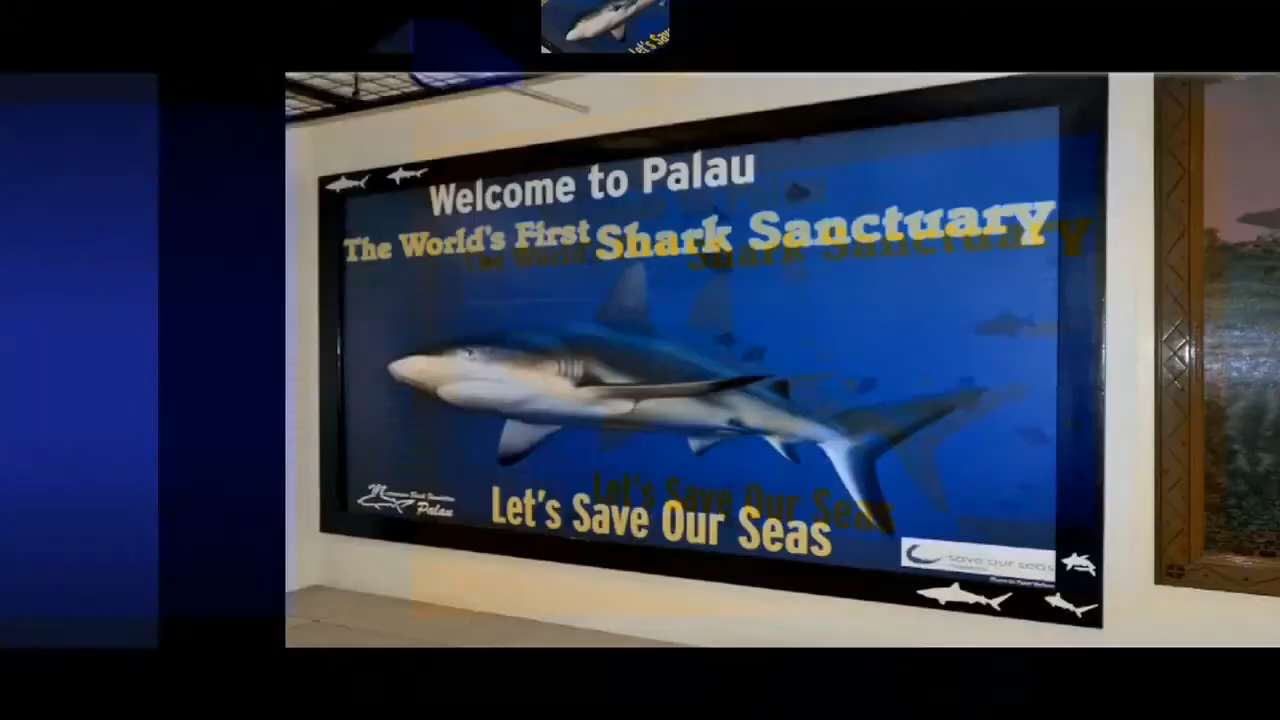 Welcome to Palau
The World's First Shark Sanctuary
Let's Save Our Seas
Palau
save our seas